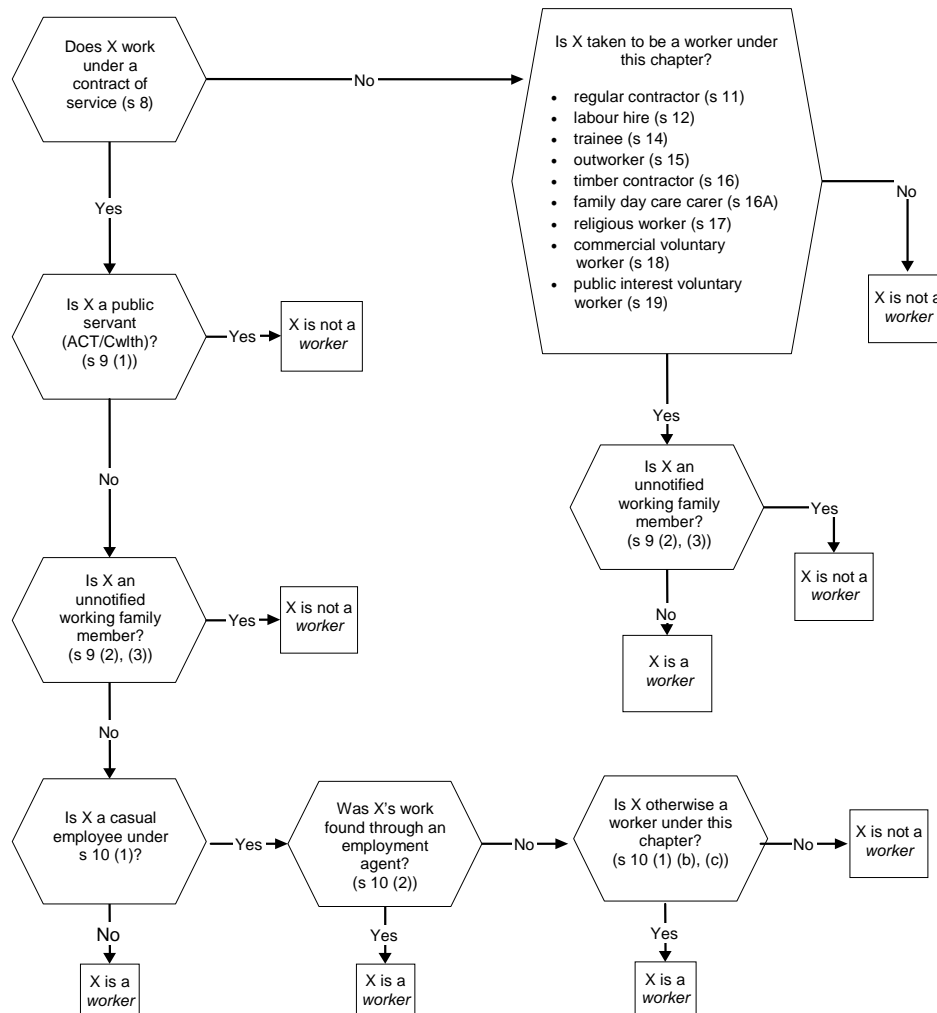 Does X work
under a
contract of
service (s 8)
No
Is X taken to be a worker under
this chapter?
• regular contractor (s 11)
• labour hire (s 12)
• trainee (s 14)
• outworker (s 15)
• timber contractor (s 16)
• family day care carer (s 16A)
• religious worker (s 17)
• commercial voluntary
worker (s 18)
• public interest voluntary
worker (s 19)
No
X is not a
worker
Yes
Is X a public
servant
(ACT/Cwlth)?
(s 9 (1))
Yes
X is not a
worker
Yes
Is X an
unnotified
working family
member?
(s 9 (2), (3))
Yes
X is not a
worker
No
X is a
worker
No
Is X an
unnotified
working family
member?
(s 9 (2), (3))
Yes
X is not a
worker
No
Is X a casual
employee under
s 10 (1)?
Yes
Was X's work
found through an
employment
agent?
(s 10 (2))
No
Is X otherwise a
worker under this
chapter?
(s 10 (1) (b), (c))
No
X is not a
worker
No
X is a
worker
Yes
X is a
worker
Yes
X is a
worker